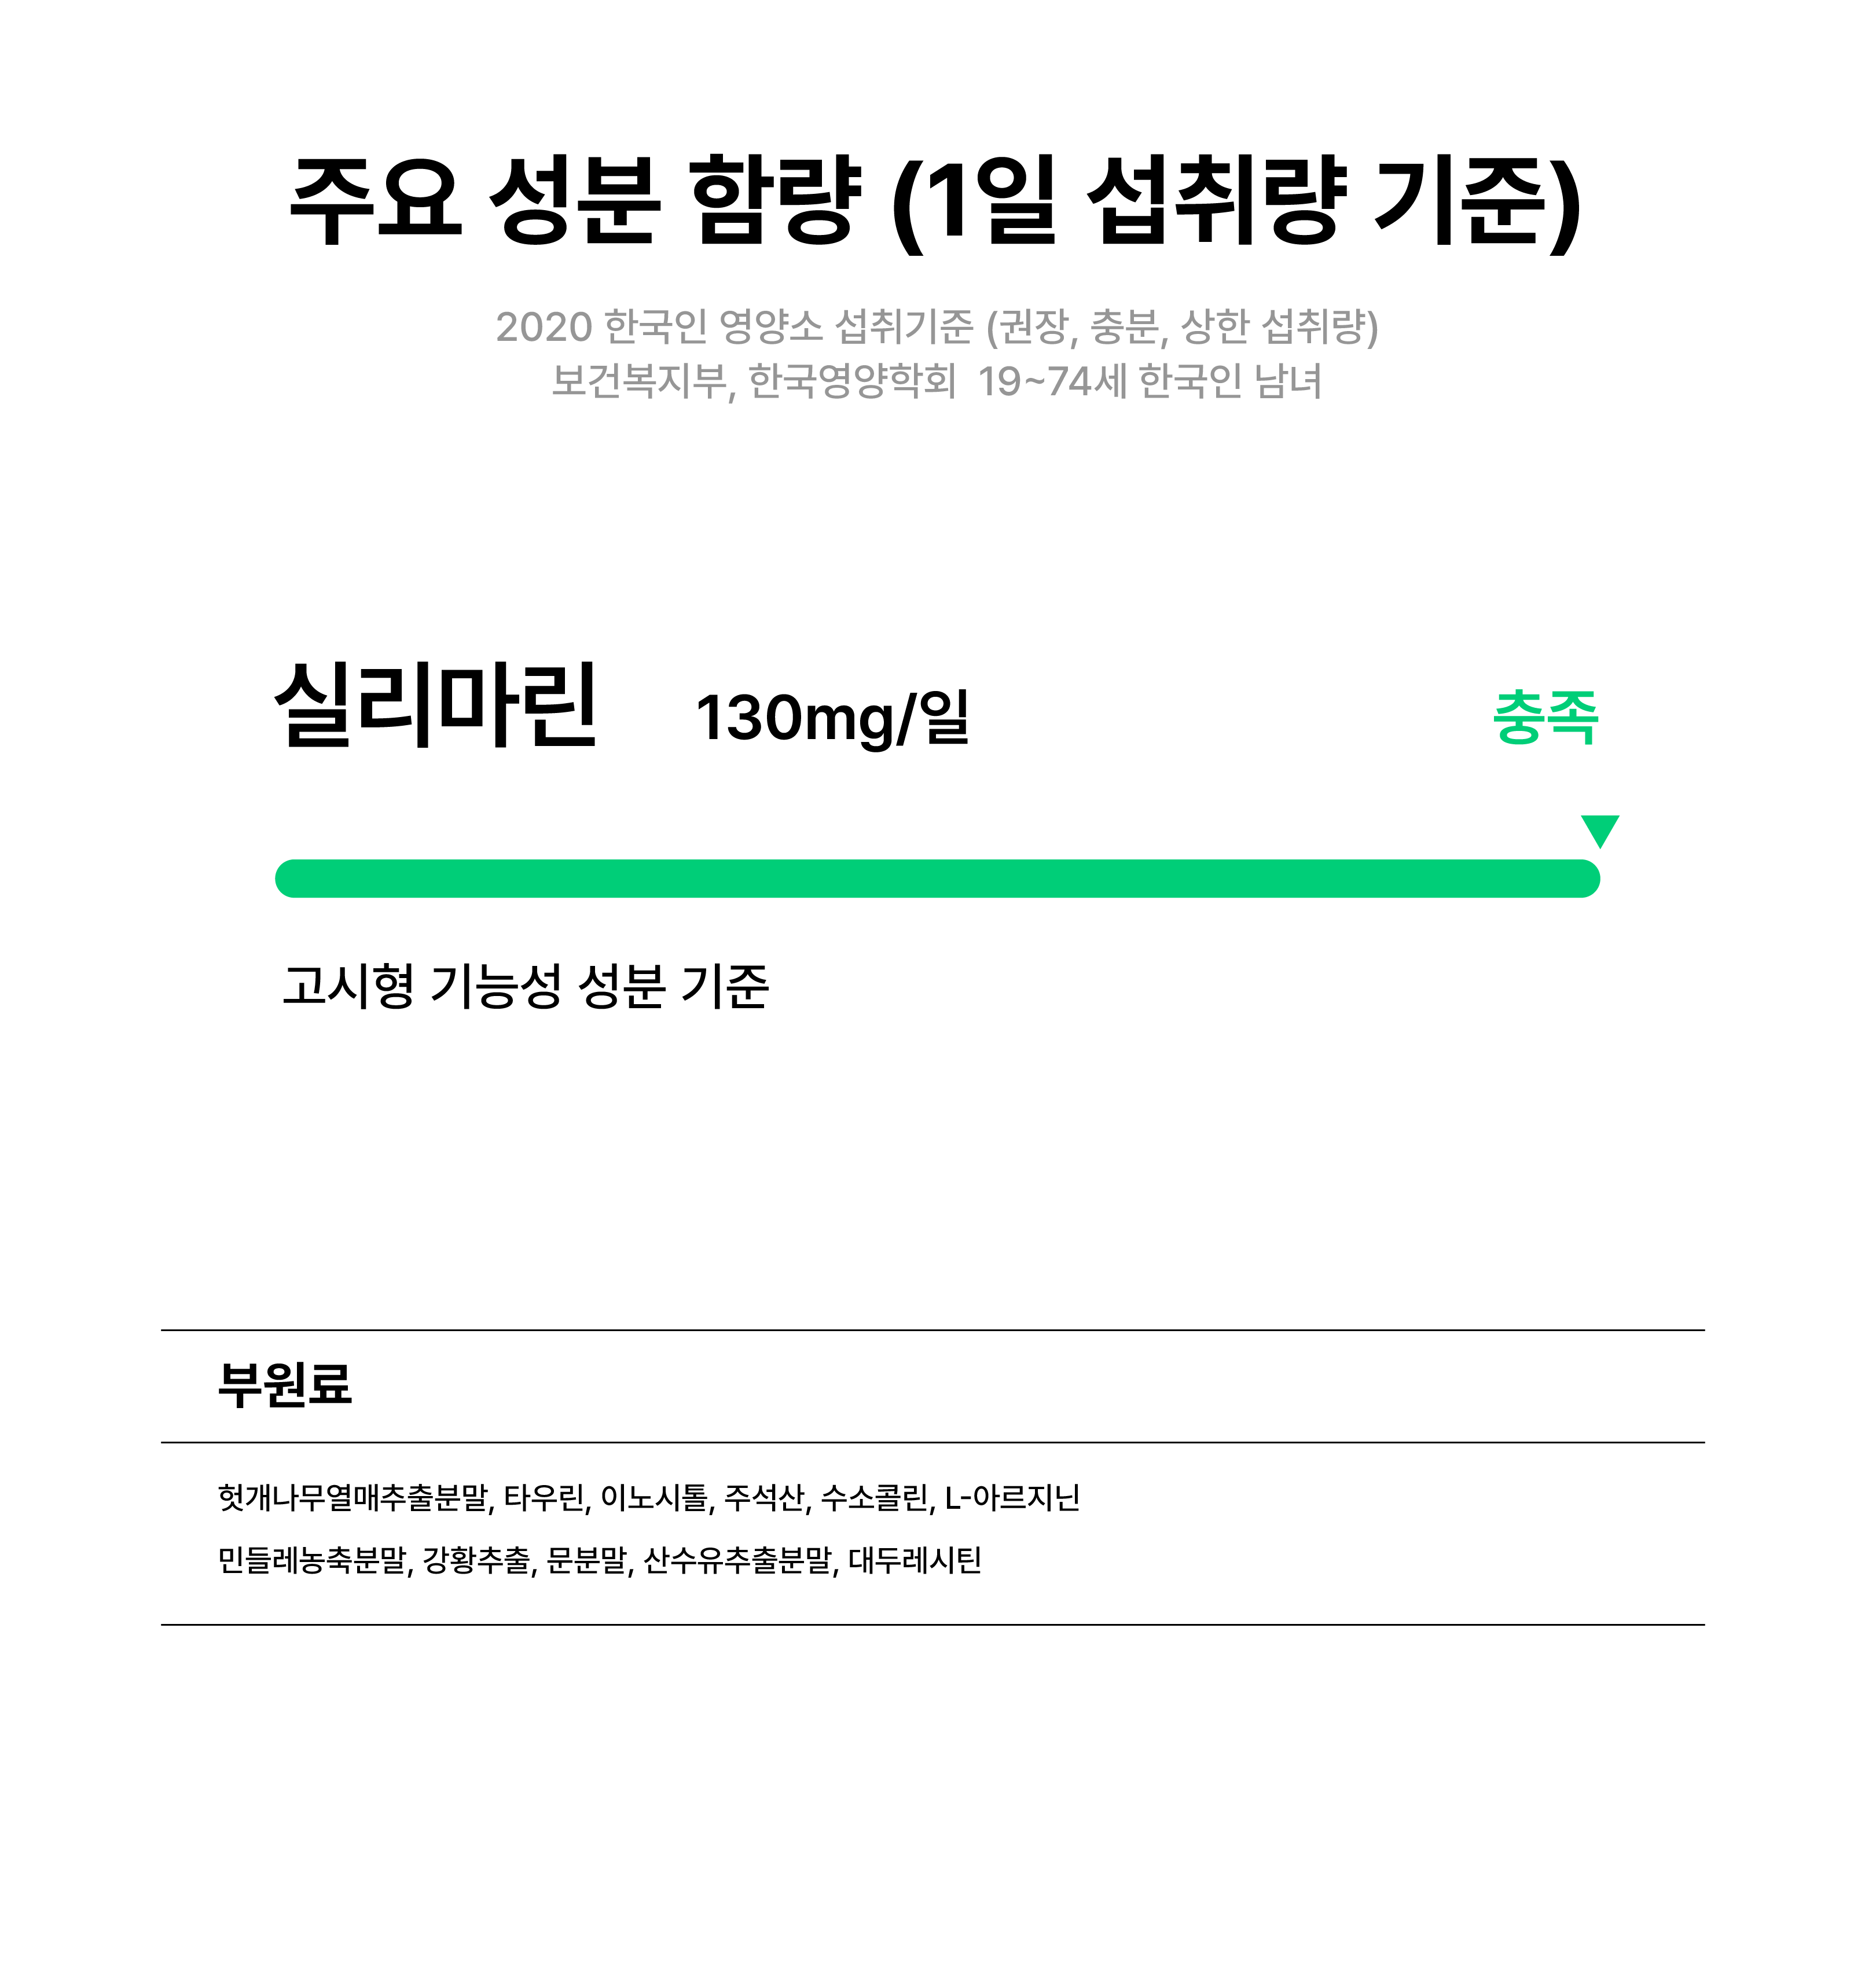 주요 성분 함량 (1일 섭취량 기준)
2020 한국인 영양소 섭취기준 (권장, 충분, 상한 섭취량)
보건복지부, 한국영양학회 19~74세 한국인 남녀
실리마린 130mg/일 충족
고시형 기능성 성분 기준
부원료
헛개나무열매추출분말, 타우린, 이노시톨, 주석산, 수소콜린, L-아르지닌
민들레농축분말, 강황추출, 문분말, 산수유추출분말, 대두레시틴